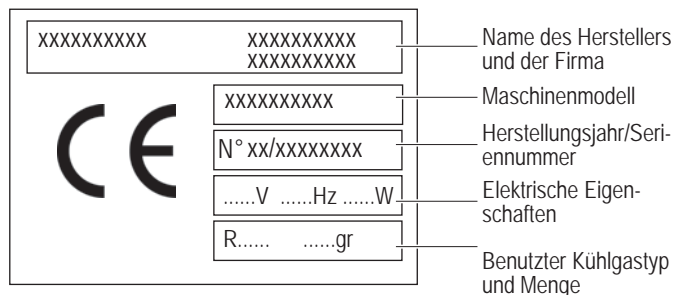 xxxxxxxxxx xxxxxxxxxx
xxxxxxxxxx
Name des Herstellers
und der Firma
CE
xxxxxxxxxx
Maschinenmodell
N° xx/xxxxxxxx
Herstellungsjahr/Seri-
ennummer
......V ......Hz ......W
Elektrische Eigen-
schaften
R...... ......gr
Benutzter Kühlgastyp
und Menge